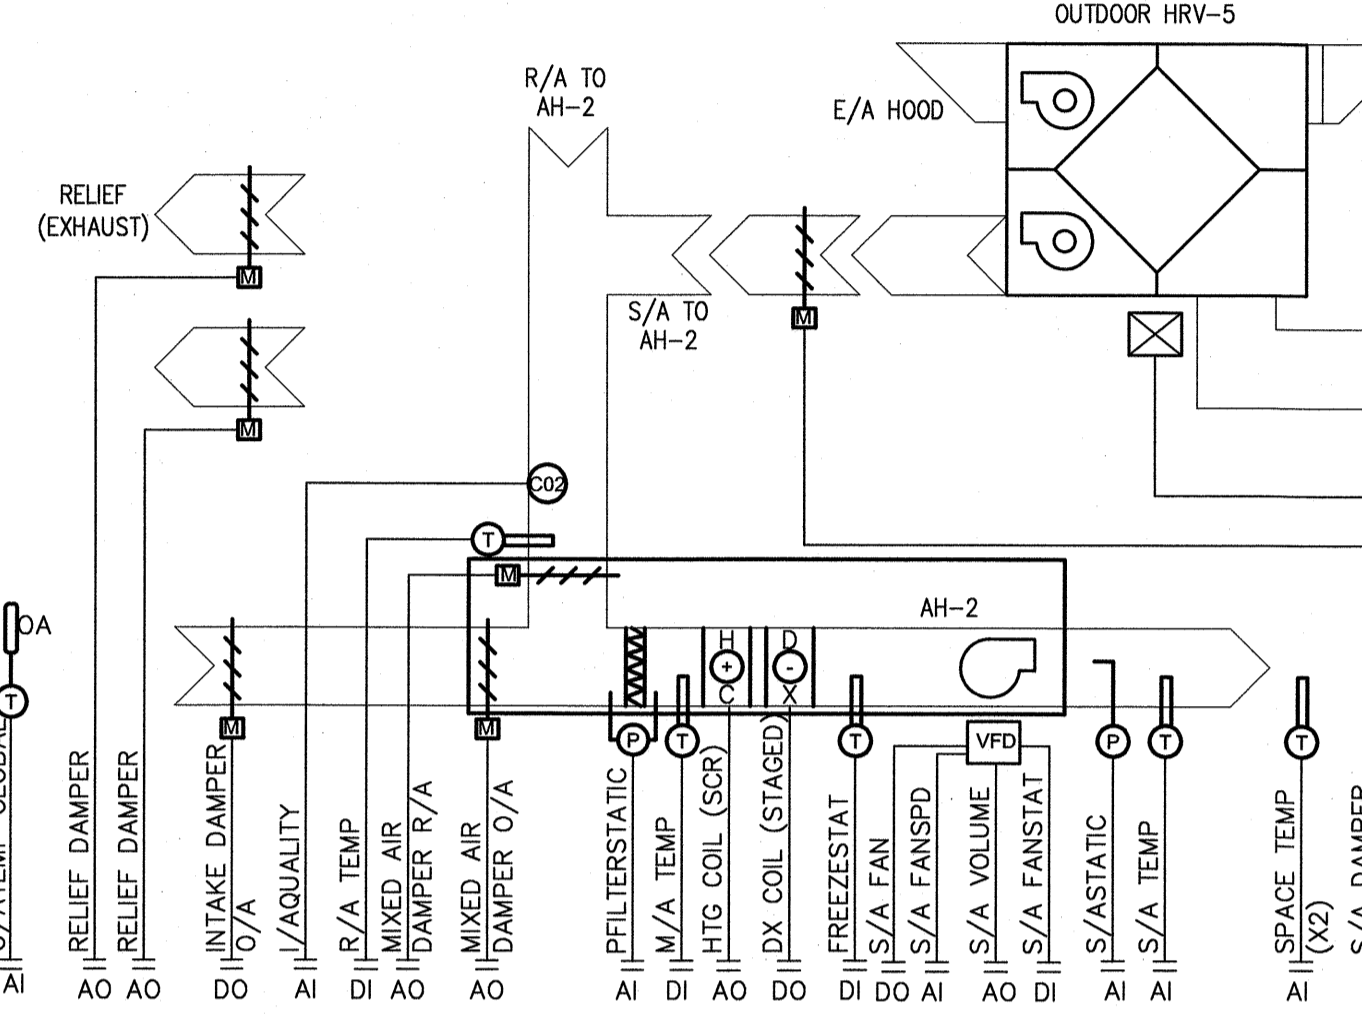 OUTDOOR HRV-5
R/A TO
AH-2
E/A HOOD
RELIEF
(EXHAUST)
M
S/A TO
AH-2
M
M
CO2
T
M
AH-2
OA
T
H
+
C
D
-
X
M
M
P
T
T
VFD
P
T
T
RELIEF DAMPER
RELIEF DAMPER
INTAKE DAMPER
O/A
I/AQUALITY
R/A TEMP
MIXED AIR
DAMPER R/A
MIXED AIR
DAMPER O/A
PFILTERSTATIC
M/A TEMP
HTG COIL (SCR)
DX COIL (STAGED)
FREEZESTAT
S/A FAN
S/A FANSPD
S/A VOLUME
S/A FANSTAT
S/ASTATIC
S/A TEMP
SPACE TEMP
(X2)
S/A DAMPER
AI
AO
AO
DO
AI
DI
AO
AO
AI
DI
AO
DO
DI
DO
AI
AO
DI
AI
AI
AI